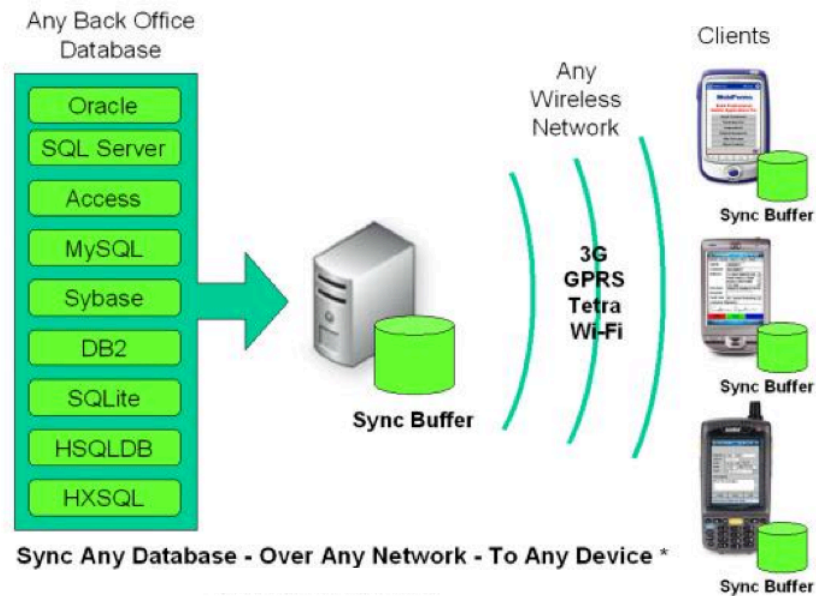 Any Back Office
Database
Oracle
SQL Server
Access
MySQL
Sybase
DB2
SQLite
HSQLDB
HXSQL
Sync Buffer
Any
Wireless
Network
3G
GPRS
Tetra
Wi-Fi
Clients
Sync Buffer
Sync Buffer
Sync Buffer
Sync Any Database - Over Any Network - To Any Device *